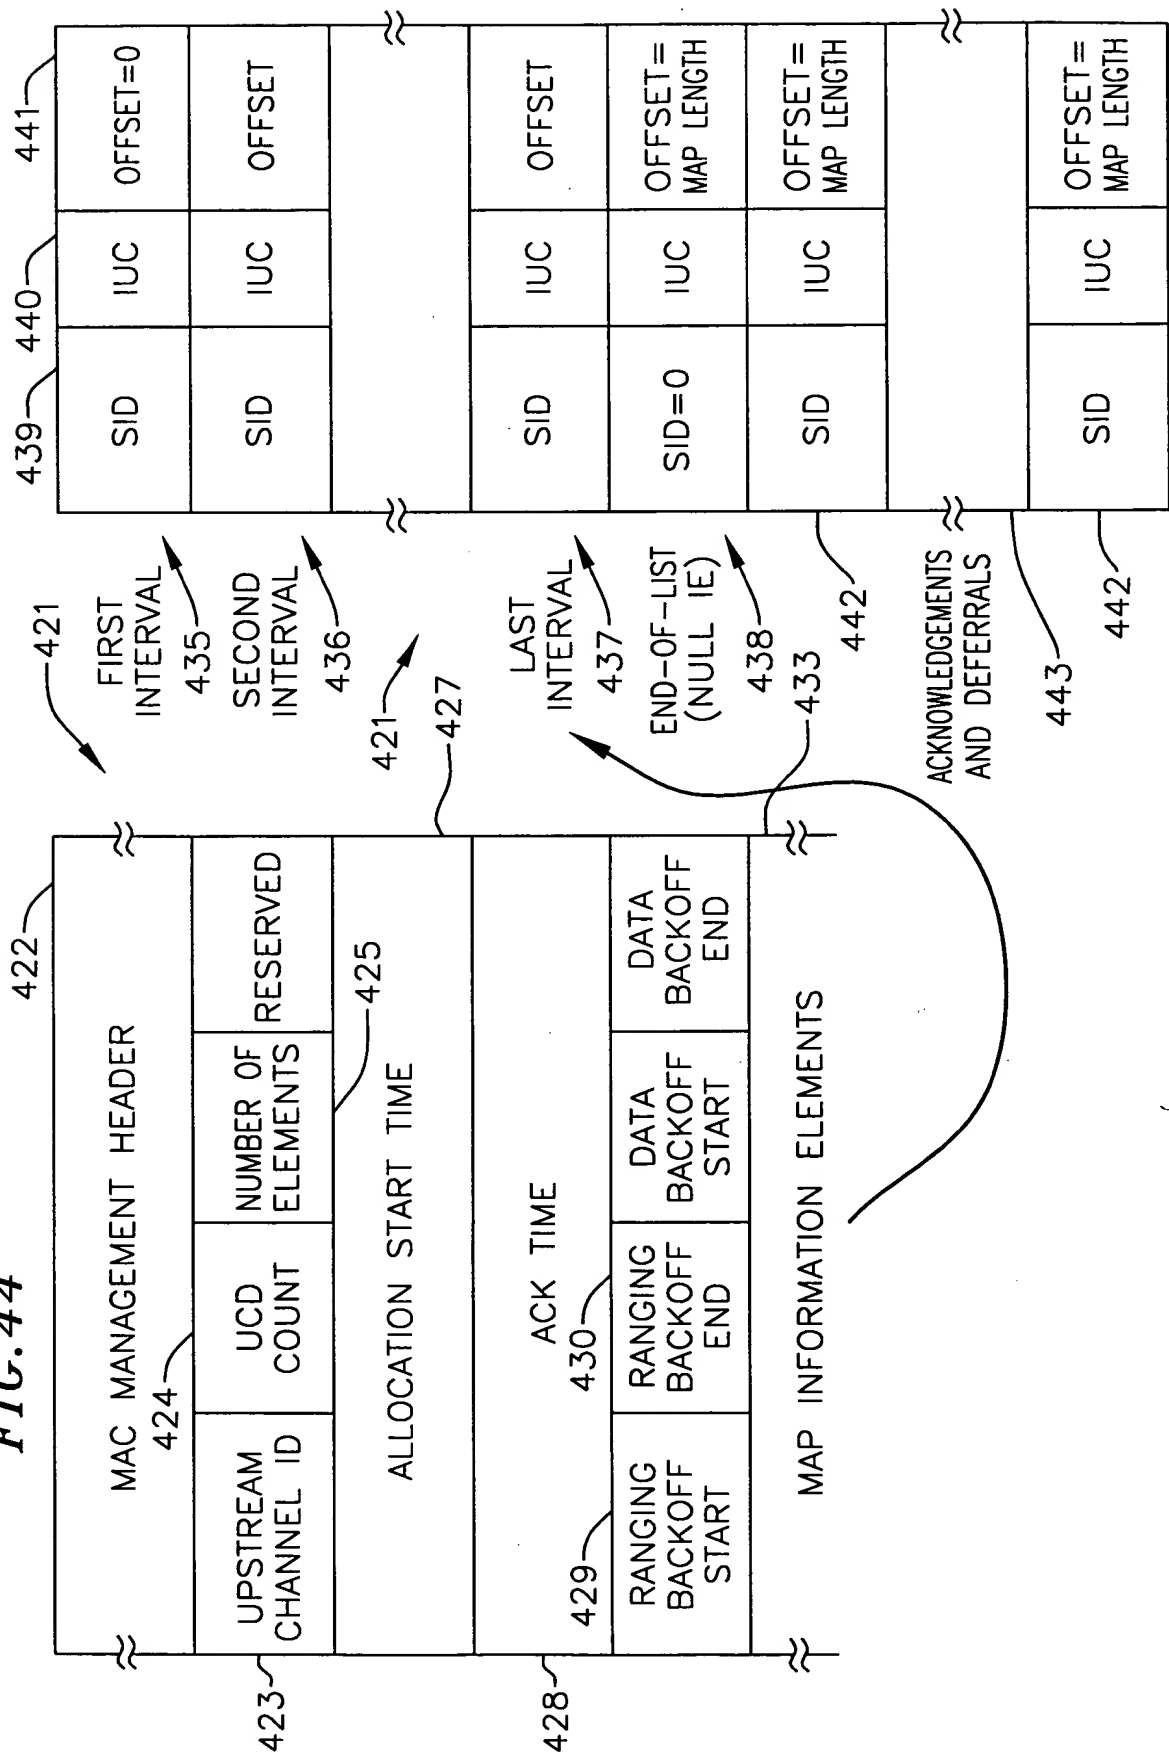 FIG.44
422
MAC MANAGEMENT HEADER
424
423
UPSTREAM
CHANNEL ID
UCD
COUNT
NUMBER OF
ELEMENTS
RESERVED
425
ALLOCATION START TIME
427
428
ACK TIME
429
430
RANGING
BACKOFF
START
RANGING
BACKOFF
END
DATA
BACKOFF
START
DATA
BACKOFF
END
433
MAP INFORMATION ELEMENTS
421
439
440
441
FIRST
INTERVAL
435
SID
IUC
OFFSET=0
SECOND
INTERVAL
436
SID
IUC
OFFSET
421
LAST
INTERVAL
437
SID
IUC
OFFSET
END-OF-LIST
(NULL IE)
438
SID=0
IUC
OFFSET=
MAP LENGTH
442
SID
IUC
OFFSET=
MAP LENGTH
ACKNOWLEDGEMENTS
AND DEFERRALS
443
442
SID
IUC
OFFSET=
MAP LENGTH